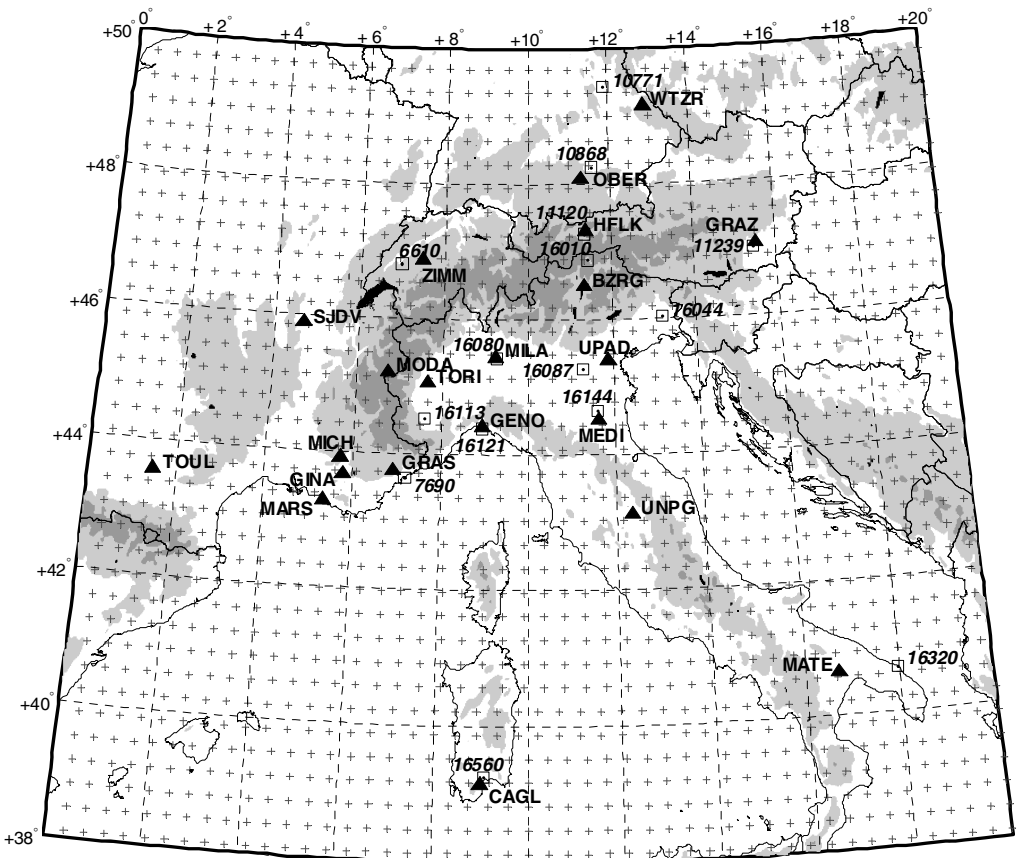 0°
+2°
+4°
+6°
+8°
+10°
+12°
+14°
+16°
+18°
+20°
+50°
10771
WTZR
10868
+48°
OBER
11120
HFLK
GRAZ
16010
11239
6610
ZIMM
BZRG
+46°
SJDV
16044
16080
MILA
UPAD
MODA
TORI
16087
16144
16113
GENO
MEDI
+44°
MICH
16121
TOUL
GRAS
GINA
7690
MARS
UNPG
+42°
MATE
16320
+40°
16560
CAGL
+38°